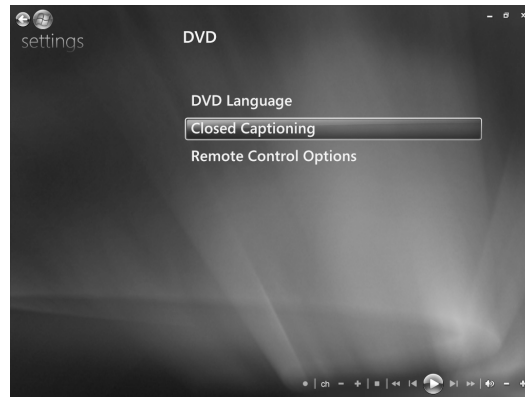 settings
DVD
DVD Language
Closed Captioning
Remote Control Options
ch